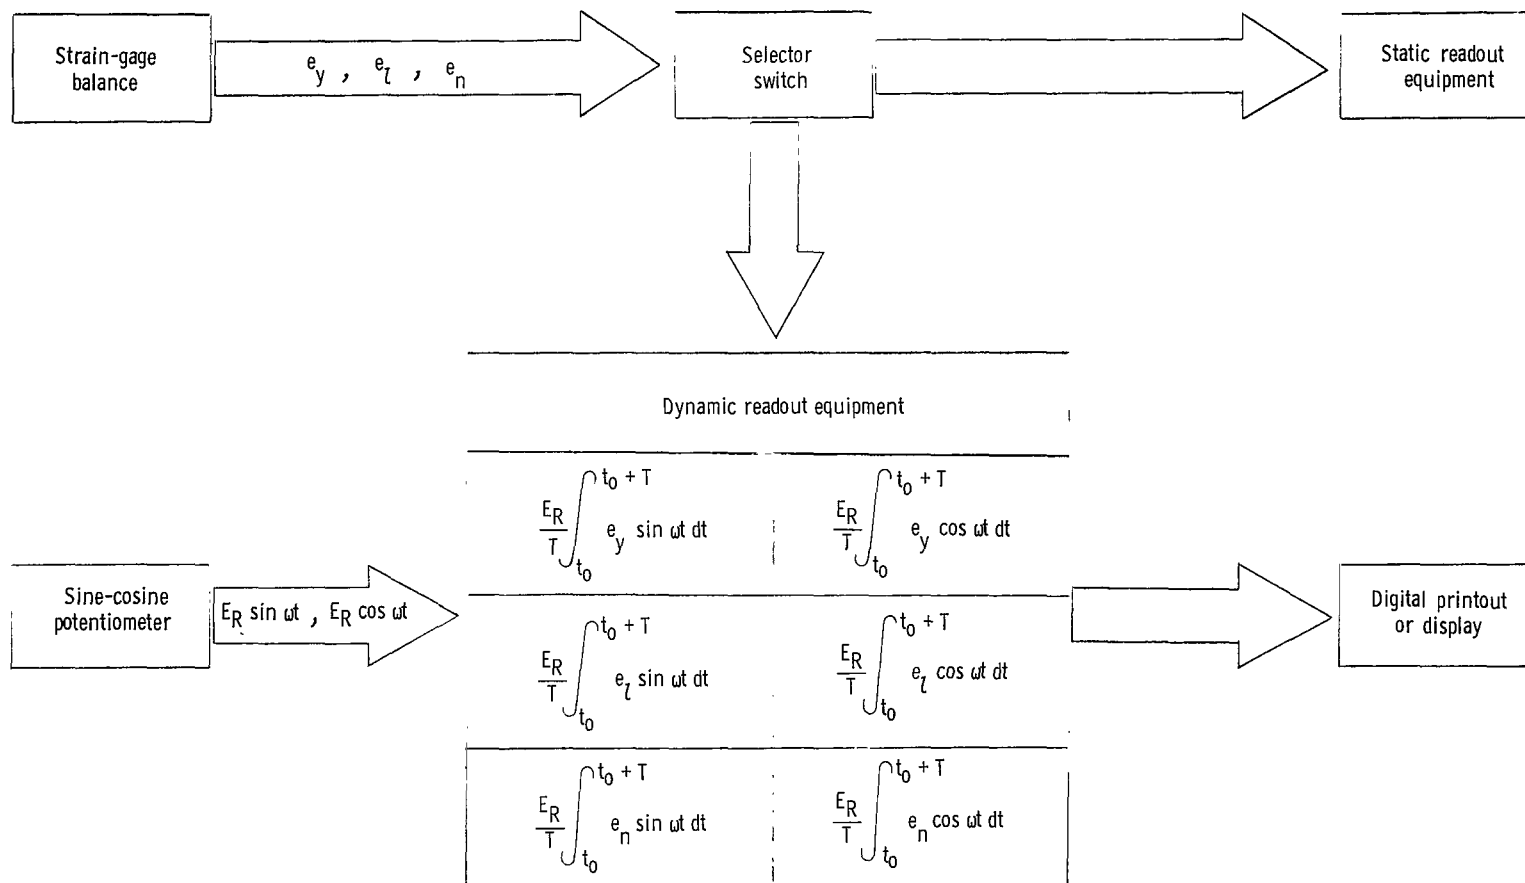 Strain-gage
balance
e_y , e_l , e_n
Selector
switch
Static readout
equipment
Dynamic readout equipment
E_R/T ∫_{t_0}^{t_0 + T} e_y sin ωt dt
E_R/T ∫_{t_0}^{t_0 + T} e_y cos ωt dt
Sine-cosine
potentiometer
E_R sin ωt , E_R cos ωt
E_R/T ∫_{t_0}^{t_0 + T} e_l sin ωt dt
E_R/T ∫_{t_0}^{t_0 + T} e_l cos ωt dt
Digital printout
or display
E_R/T ∫_{t_0}^{t_0 + T} e_n sin ωt dt
E_R/T ∫_{t_0}^{t_0 + T} e_n cos ωt dt